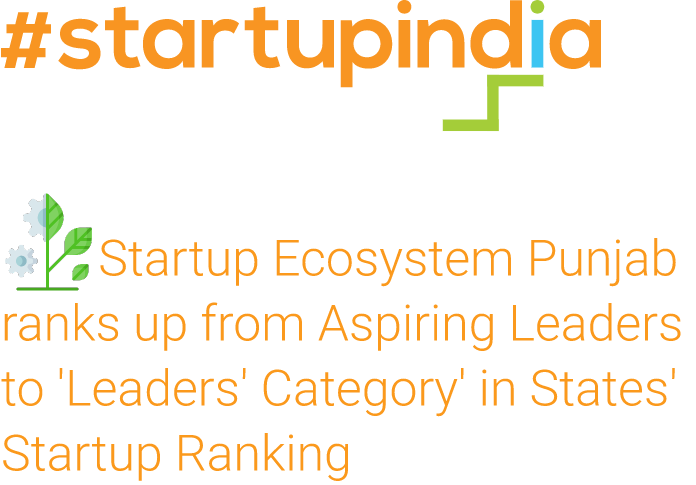 #startupindia
Startup Ecosystem Punjab
ranks up from Aspiring Leaders
to 'Leaders' Category' in States'
Startup Ranking